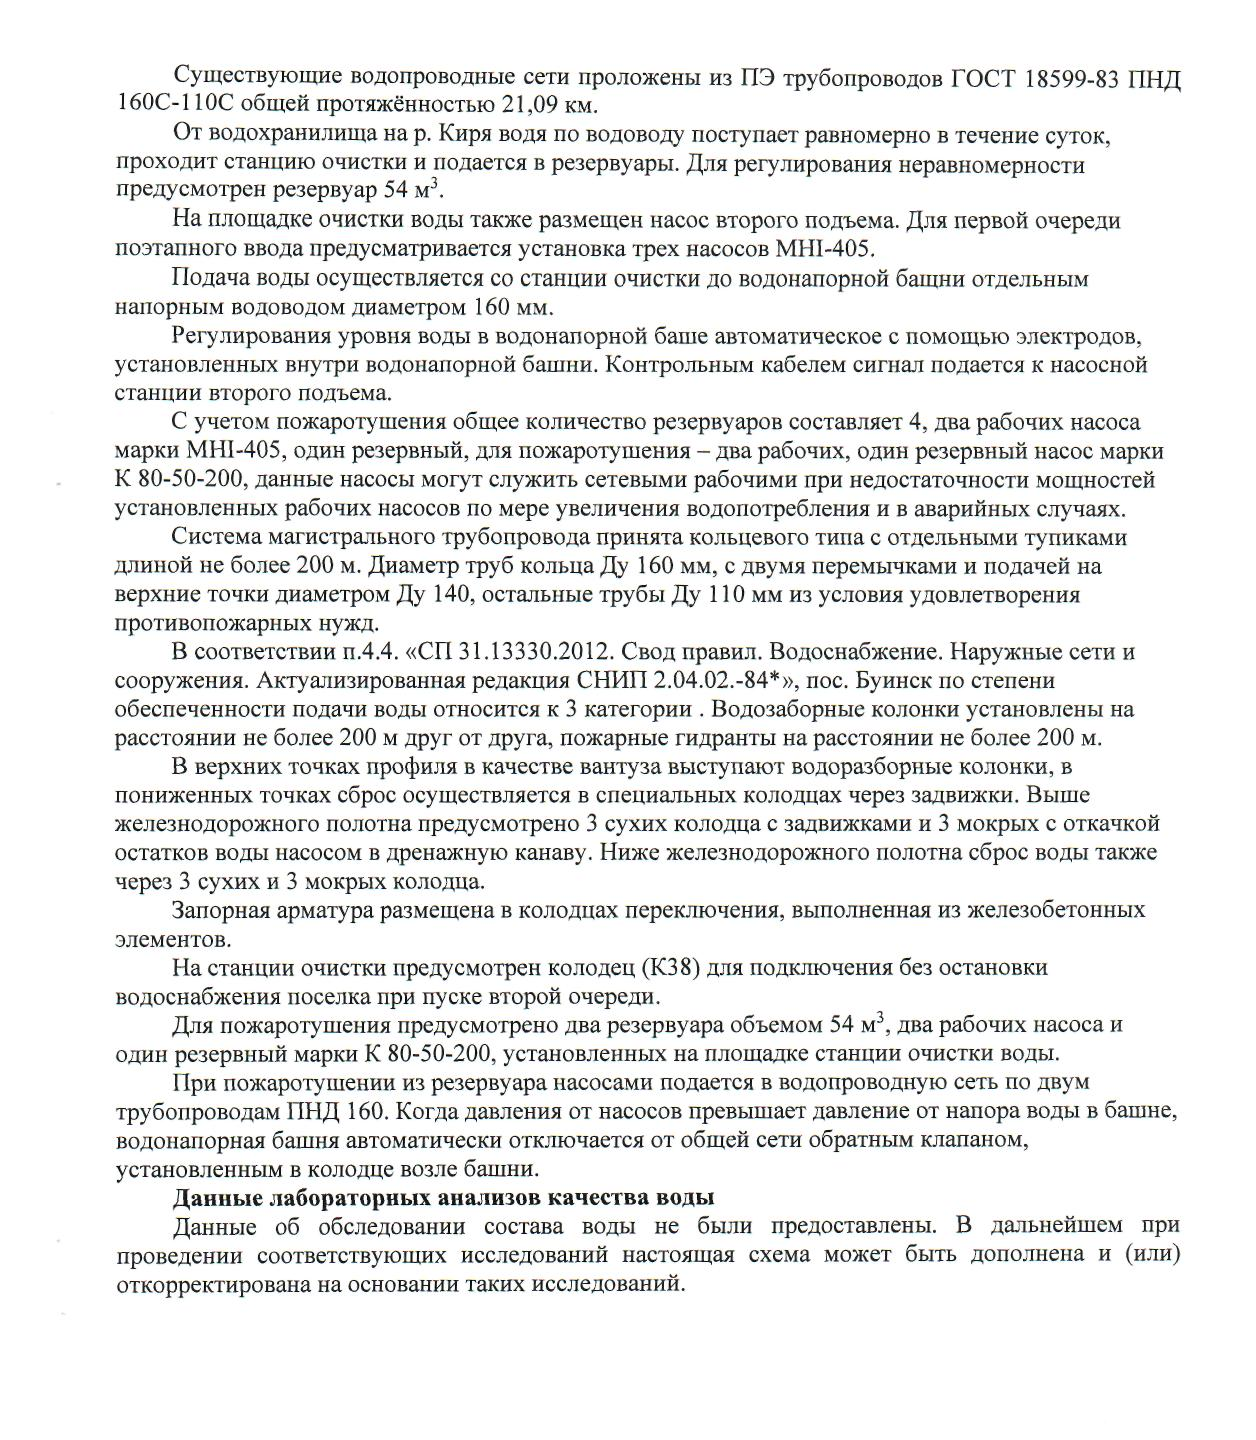 Существующие водопроводные сети проложены из ПЭ трубопроводов ГОСТ 18599-83 ПНД
160С-110С общей протяжённостью 21,09 км.
От водохранилища на р. Киря водя по водоводу поступает равномерно в течение суток,
проходит станцию очистки и подается в резервуары. Для регулирования неравномерности
предусмотрен резервуар 54 м³.
На площадке очистки воды также размещен насос второго подъема. Для первой очереди
поэтапного ввода предусматривается установка трех насосов MHI-405.
Подача воды осуществляется со станции очистки до водонапорной бащни отдельным
напорным водоводом диаметром 160 мм.
Регулирования уровня воды в водонапорной баше автоматическое с помощью электродов,
установленных внутри водонапорной башни. Контрольным кабелем сигнал подается к насосной
станции второго подъема.
С учетом пожаротушения общее количество резервуаров составляет 4, два рабочих насоса
марки MHI-405, один резервный, для пожаротушения – два рабочих, один резервный насос марки
К 80-50-200, данные насосы могут служить сетевыми рабочими при недостаточности мощностей
установленных рабочих насосов по мере увеличения водопотребления и в аварийных случаях.
Система магистрального трубопровода принята кольцевого типа с отдельными тупиками
длиной не более 200 м. Диаметр труб кольца Ду 160 мм, с двумя перемычками и подачей на
верхние точки диаметром Ду 140, остальные трубы Ду 110 мм из условия удовлетворения
противопожарных нужд.
В соответствии п.4.4. «СП 31.13330.2012. Свод правил. Водоснабжение. Наружные сети и
сооружения. Актуализированная редакция СНИП 2.04.02.-84*», пос. Буинск по степени
обеспеченности подачи воды относится к 3 категории . Водозаборные колонки установлены на
расстоянии не более 200 м друг от друга, пожарные гидранты на расстоянии не более 200 м.
В верхних точках профиля в качестве вантуза выступают водоразборные колонки, в
пониженных точках сброс осуществляется в специальных колодцах через задвижки. Выше
железнодорожного полотна предусмотрено 3 сухих колодца с задвижками и 3 мокрых с откачкой
остатков воды насосом в дренажную канаву. Ниже железнодорожного полотна сброс воды также
через 3 сухих и 3 мокрых колодца.
Запорная арматура размещена в колодцах переключения, выполненная из железобетонных
элементов.
На станции очистки предусмотрен колодец (К38) для подключения без остановки
водоснабжения поселка при пуске второй очереди.
Для пожаротушения предусмотрено два резервуара объемом 54 м³, два рабочих насоса и
один резервный марки К 80-50-200, установленных на площадке станции очистки воды.
При пожаротушении из резервуара насосами подается в водопроводную сеть по двум
трубопроводам ПНД 160. Когда давления от насосов превышает давление от напора воды в башне,
водонапорная башня автоматически отключается от общей сети обратным клапаном,
установленным в колодце возле башни.
Данные лабораторных анализов качества воды
Данные об обследовании состава воды не были предоставлены. В дальнейшем при
проведении соответствующих исследований настоящая схема может быть дополнена и (или)
откорректирована на основании таких исследований.